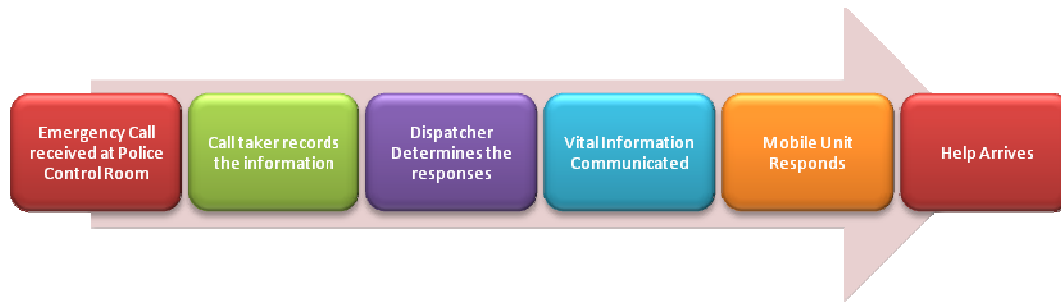 Emergency Call
received at Police
Control Room
Call taker records
the information
Dispatcher
Determines the
responses
Vital Information
Communicated
Mobile Unit
Responds
Help Arrives